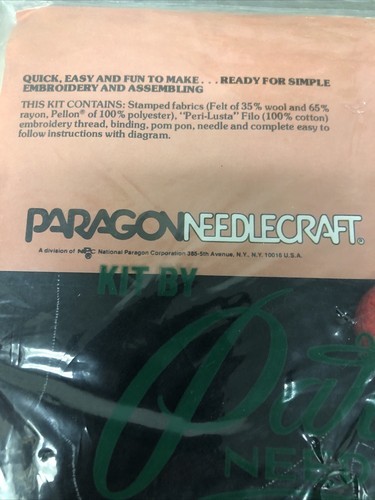 QUICK, EASY AND FUN TO MAKE . . . READY FOR SIMPLE
EMBROIDERY AND ASSEMBLING
THIS KIT CONTAINS: Stamped fabrics (Felt of 35% wool and 65%
rayon, Pellon® of 100% polyester), "Peri-Lusta" Filo (100% cotton)
embroidery thread, binding, pom pon, needle and complete easy to
follow instructions with diagram.
PARAGON NEEDLECRAFT®
A division of NPC National Paragon Corporation 385-5th Avenue, N.Y., N.Y. 10016 U.S.A.
KIT BY